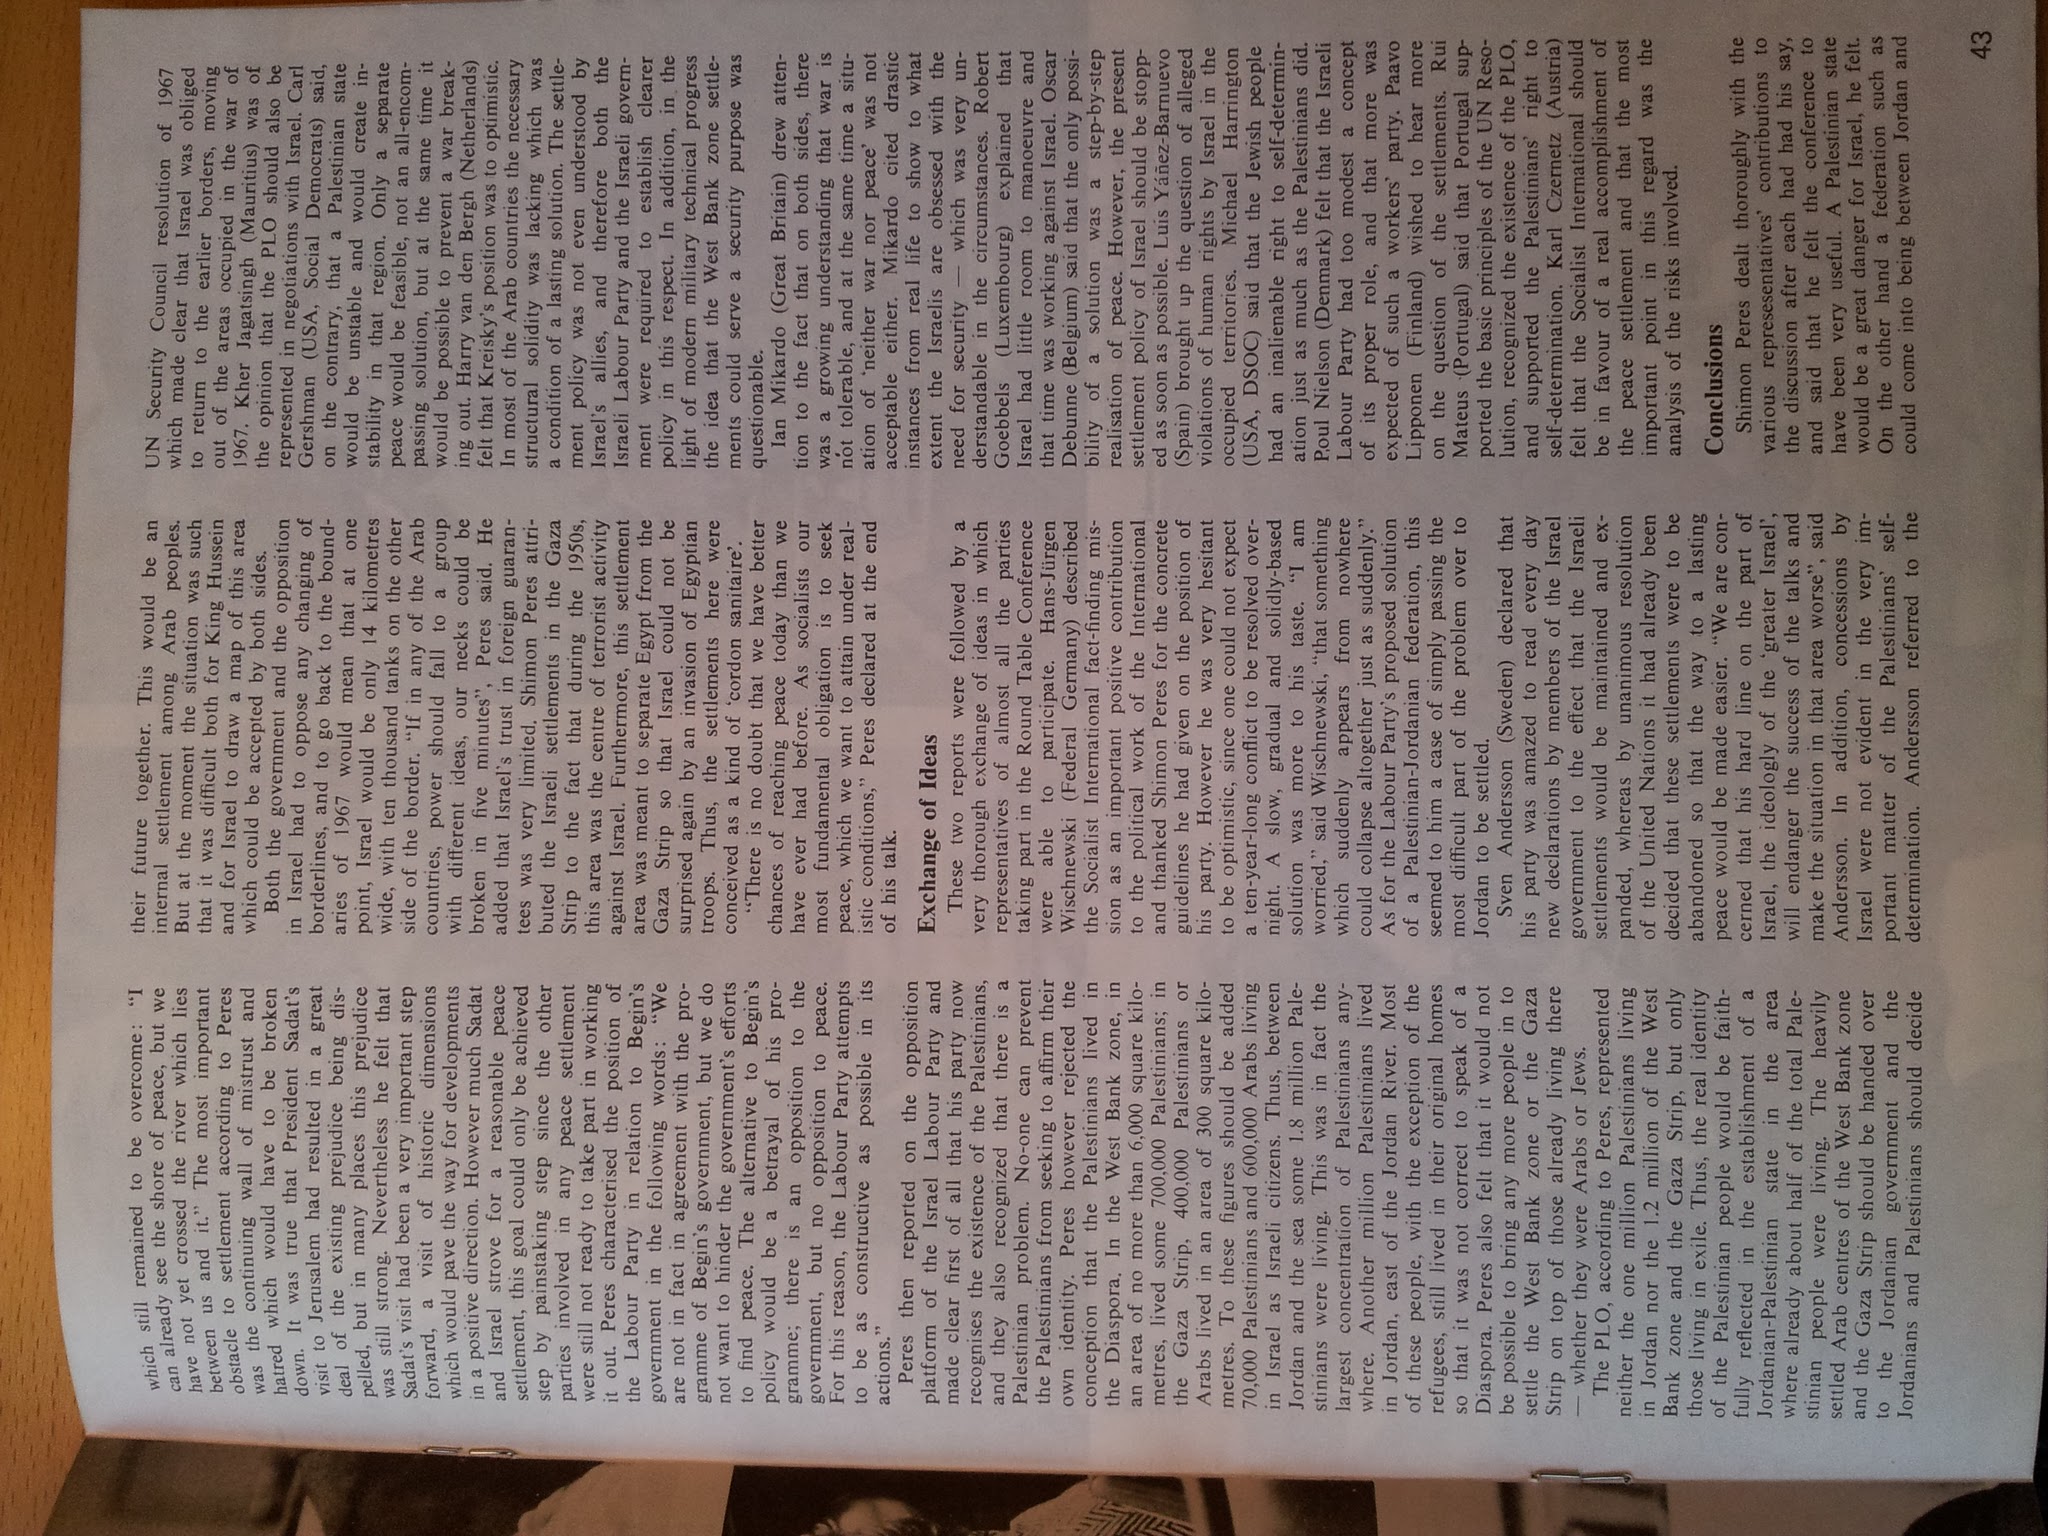 which still remained to be overcome: “I
can already see the shore of peace, but we
have not yet crossed the river which lies
between us and it.” The most important
obstacle to settlement according to Peres
was the continuing wall of mistrust and
hatred which would have to be broken
down. It was true that President Sadat's
visit to Jerusalem had resulted in a great
deal of the existing prejudice being dis-
pelled, but in many places this prejudice
was still strong. Nevertheless he felt that
Sadat's visit had been a very important step
forward, a visit of historic dimensions
which would pave the way for developments
in a positive direction. However much Sadat
and Israel strove for a reasonable peace
settlement, this goal could only be achieved
step by painstaking step since the other
parties involved in any peace settlement
were still not ready to take part in working
it out. Peres characterised the position of
the Labour Party in relation to Begin's
government in the following words: “We
are not in fact in agreement with the pro-
gramme of Begin's government, but we do
not want to hinder the government's efforts
to find peace. The alternative to Begin's
policy would be a betrayal of his pro-
gramme; there is an opposition to the
government, but no opposition to peace.
For this reason, the Labour Party attempts
to be as constructive as possible in its
actions.”
Peres then reported on the opposition
platform of the Israel Labour Party and
made clear first of all that his party now
recognises the existence of the Palestinians,
and they also recognized that there is a
Palestinian problem. No-one can prevent
the Palestinians from seeking to affirm their
own identity. Peres however rejected the
conception that the Palestinians lived in
the Diaspora. In the West Bank zone, in
an area of no more than 6,000 square kilo-
metres, lived some 700,000 Palestinians; in
the Gaza Strip, 400,000 Palestinians or
Arabs lived in an area of 300 square kilo-
metres. To these figures should be added
70,000 Palestinians and 600,000 Arabs living
in Israel as Israeli citizens. Thus, between
Jordan and the sea some 1.8 million Pale-
stinians were living. This was in fact the
largest concentration of Palestinians any-
where. Another million Palestinians lived
in Jordan, east of the Jordan River. Most
of these people, with the exception of the
refugees, still lived in their original homes
so that it was not correct to speak of a
Diaspora. Peres also felt that it would not
be possible to bring any more people in to
settle the West Bank zone or the Gaza
Strip on top of those already living there
— whether they were Arabs or Jews.
The PLO, according to Peres, represented
neither the one million Palestinians living
in Jordan nor the 1.2 million of the West
Bank zone and the Gaza Strip, but only
those living in exile. Thus, the real identity
of the Palestinian people would be faith-
fully reflected in the establishment of a
Jordanian-Palestinian state in the area
where already about half of the total Pale-
stinian people were living. The heavily
settled Arab centres of the West Bank zone
and the Gaza Strip should be handed over
to the Jordanian government and the
Jordanians and Palestinians should decide
their future together. This would be an
internal settlement among Arab peoples.
But at the moment the situation was such
that it was difficult both for King Hussein
and for Israel to draw a map of this area
which could be accepted by both sides.
Both the government and the opposition
in Israel had to oppose any changing of
borderlines, and to go back to the bound-
aries of 1967 would mean that at one
point, Israel would be only 14 kilometres
wide, with ten thousand tanks on the other
side of the border. “If in any of the Arab
countries, power should fall to a group
with different ideas, our necks could be
broken in five minutes”, Peres said. He
added that Israel's trust in foreign guaran-
tees was very limited. Shimon Peres attri-
buted the Israeli settlements in the Gaza
Strip to the fact that during the 1950s,
this area was the centre of terrorist activity
against Israel. Furthermore, this settlement
area was meant to separate Egypt from the
Gaza Strip so that Israel could not be
surprised again by an invasion of Egyptian
troops. Thus, the settlements here were
conceived as a kind of ‘cordon sanitaire’.
“There is no doubt that we have better
chances of reaching peace today than we
have ever had before. As socialists our
most fundamental obligation is to seek
peace, which we want to attain under real-
istic conditions,” Peres declared at the end
of his talk.
Exchange of Ideas
These two reports were followed by a
very thorough exchange of ideas in which
representatives of almost all the parties
taking part in the Round Table Conference
were able to participate. Hans-Jürgen
Wischnewski (Federal Germany) described
the Socialist International fact-finding mis-
sion as an important positive contribution
to the political work of the International
and thanked Shimon Peres for the concrete
guidelines he had given on the position of
his party. However he was very hesitant
to be optimistic, since one could not expect
a ten-year-long conflict to be resolved over-
night. A slow, gradual and solidly-based
solution was more to his taste. “I am
worried,” said Wischnewski, “that something
which suddenly appears from nowhere
could collapse altogether just as suddenly.”
As for the Labour Party's proposed solution
of a Palestinian-Jordanian federation, this
seemed to him a case of simply passing the
most difficult part of the problem over to
Jordan to be settled.
Sven Andersson (Sweden) declared that
his party was amazed to read every day
new declarations by members of the Israel
government to the effect that the Israeli
settlements would be maintained and ex-
panded, whereas by unanimous resolution
of the United Nations it had already been
decided that these settlements were to be
abandoned so that the way to a lasting
peace would be made easier. “We are con-
cerned that his hard line on the part of
Israel, the ideology of the ‘greater Israel’,
will endanger the success of the talks and
make the situation in that area worse”, said
Andersson. In addition, concessions by
Israel were not evident in the very im-
portant matter of the Palestinians' self-
determination. Andersson referred to the
UN Security Council resolution of 1967
which made clear that Israel was obliged
to return to the earlier borders, moving
out of the areas occupied in the war of
1967. Kher Jagatsingh (Mauritius) was of
the opinion that the PLO should also be
represented in negotiations with Israel. Carl
Gershman (USA, Social Democrats) said,
on the contrary, that a Palestinian state
would be unstable and would create in-
stability in that region. Only a separate
peace would be feasible, not an all-encom-
passing solution, but at the same time it
would be possible to prevent a war break-
ing out. Harry van den Bergh (Netherlands)
felt that Kreisky's position was to optimistic.
In most of the Arab countries the necessary
structural solidity was lacking which was
a condition of a lasting solution. The settle-
ment policy was not even understood by
Israel's allies, and therefore both the
Israeli Labour Party and the Israeli govern-
ment were required to establish clearer
policy in this respect. In addition, in the
light of modern military technical progress
the idea that the West Bank zone settle-
ments could serve a security purpose was
questionable.
Ian Mikardo (Great Britain) drew atten-
tion to the fact that on both sides, there
was a growing understanding that war is
not tolerable, and at the same time a situ-
ation of ‘neither war nor peace’ was not
acceptable either. Mikardo cited drastic
instances from real life to show to what
extent the Israelis are obsessed with the
need for security — which was very un-
derstandable in the circumstances. Robert
Goebbels (Luxembourg) explained that
Israel had little room to manoeuvre and
that time was working against Israel. Oscar
Debunne (Belgium) said that the only possi-
bility of a solution was a step-by-step
realisation of peace. However, the present
settlement policy of Israel should be stopp-
ed as soon as possible. Luis Yáñez-Barnuevo
(Spain) brought up the question of alleged
violations of human rights by Israel in the
occupied territories. Michael Harrington
(USA, DSOC) said that the Jewish people
had an inalienable right to self-determin-
ation just as much as the Palestinians did.
Poul Nielson (Denmark) felt that the Israeli
Labour Party had too modest a concept
of its proper role, and that more was
expected of such a workers' party. Paavo
Lipponen (Finland) wished to hear more
on the question of the settlements. Rui
Mateus (Portugal) said that Portugal sup-
ported the basic principles of the UN Reso-
lution, recognized the existence of the PLO,
and supported the Palestinians' right to
self-determination. Karl Czernetz (Austria)
felt that the Socialist International should
be in favour of a real accomplishment of
the peace settlement and that the most
important point in this regard was the
analysis of the risks involved.
Conclusions
Shimon Peres dealt thoroughly with the
various representatives' contributions to
the discussion after each had had his say,
and said that he felt the conference to
have been very useful. A Palestinian state
would be a great danger for Israel, he felt.
On the other hand a federation such as
could come into being between Jordan and
43